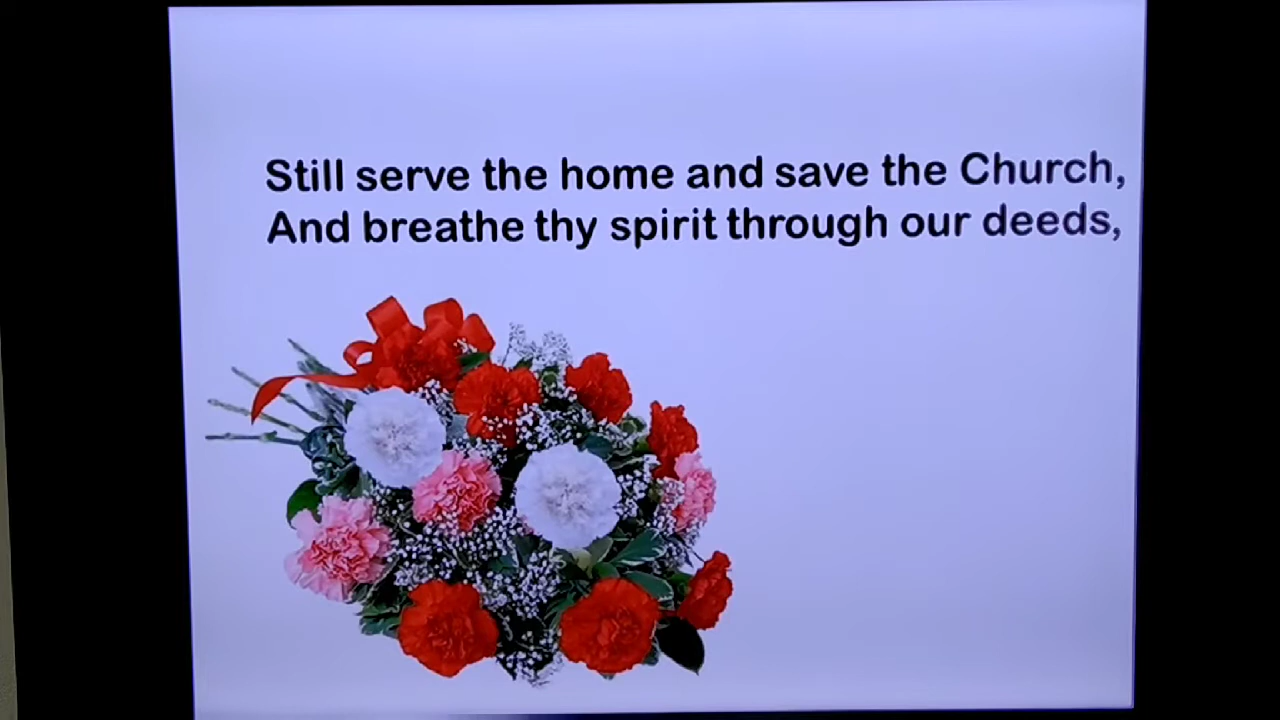 Still serve the home and save the Church,
And breathe thy spirit through our deeds,